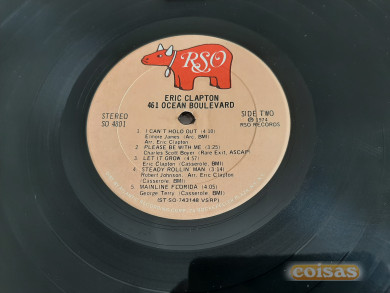 RSO
ERIC CLAPTON
461 OCEAN BOULEVARD
STEREO
SO 4801
SIDE TWO
℗ 1974
RSO RECORDS
1. I CAN'T HOLD OUT (4:10)
Elmore James (Arc, BMI)
Arr. Eric Clapton
2. PLEASE BE WITH ME (3:25)
Charles Scott Boyer (Rare Exit, ASCAP)
3. LET IT GROW (4:57)
Eric Clapton (Casserole, BMI)
4. STEADY ROLLIN' MAN (3:14)
Robert Johnson, Arr. Eric Clapton
(Casserole, BMI)
5. MAINLINE FLORIDA (4:05)
George Terry (Casserole, BMI)
(ST-SO-743148 VSRP)
coisas